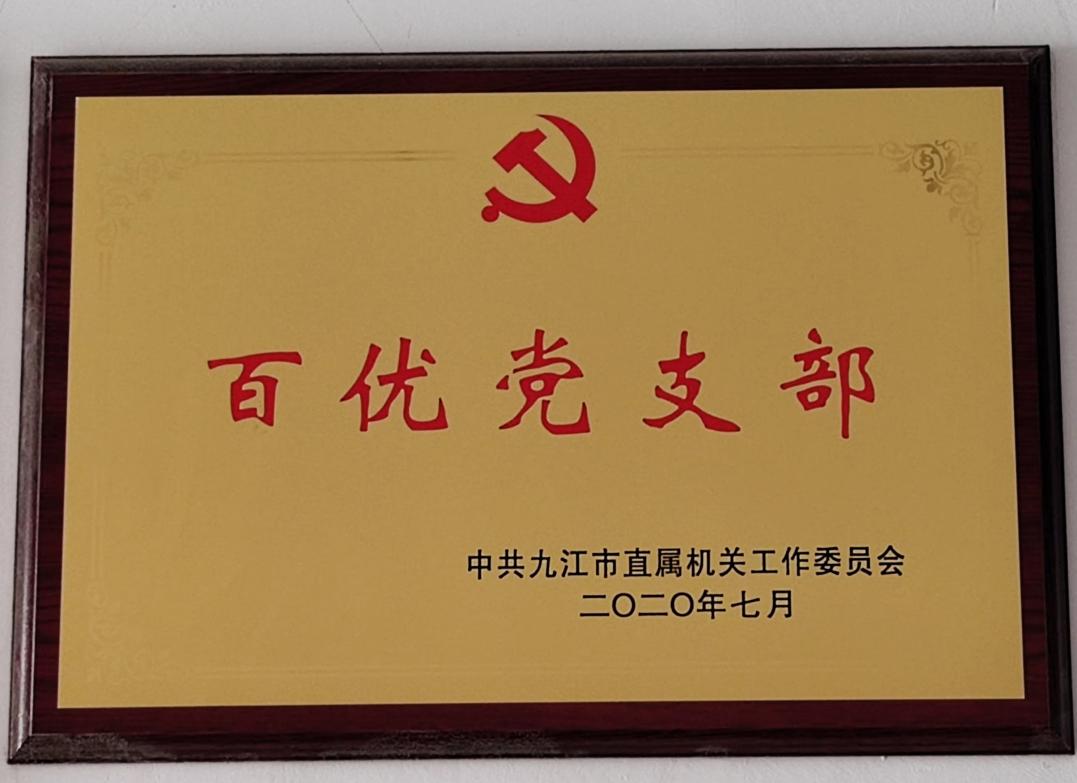 百优党支部
中共九江市直属机关工作委员会
二〇二〇年七月